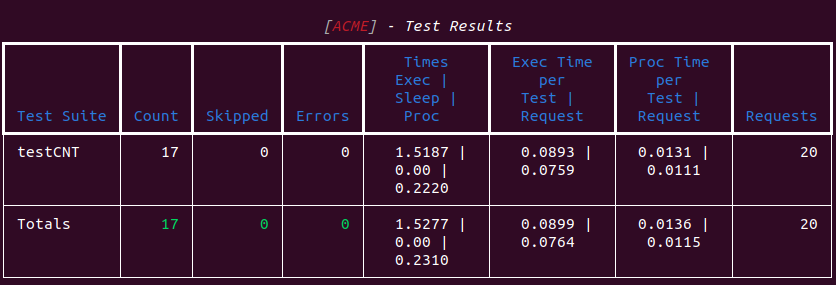 [ACME] - Test Results
Times Exec Time Proc Time
Exec | per per
Sleep | Test | Test |
Test Suite Count Skipped Errors Proc Request Request Requests
testCNT 17 0 0 1.5187 | 0.0893 | 0.0131 | 20
0.00 | 0.0759 0.0111
0.2220
Totals 17 0 0 1.5277 | 0.0899 | 0.0136 | 20
0.00 | 0.0764 0.0115
0.2310